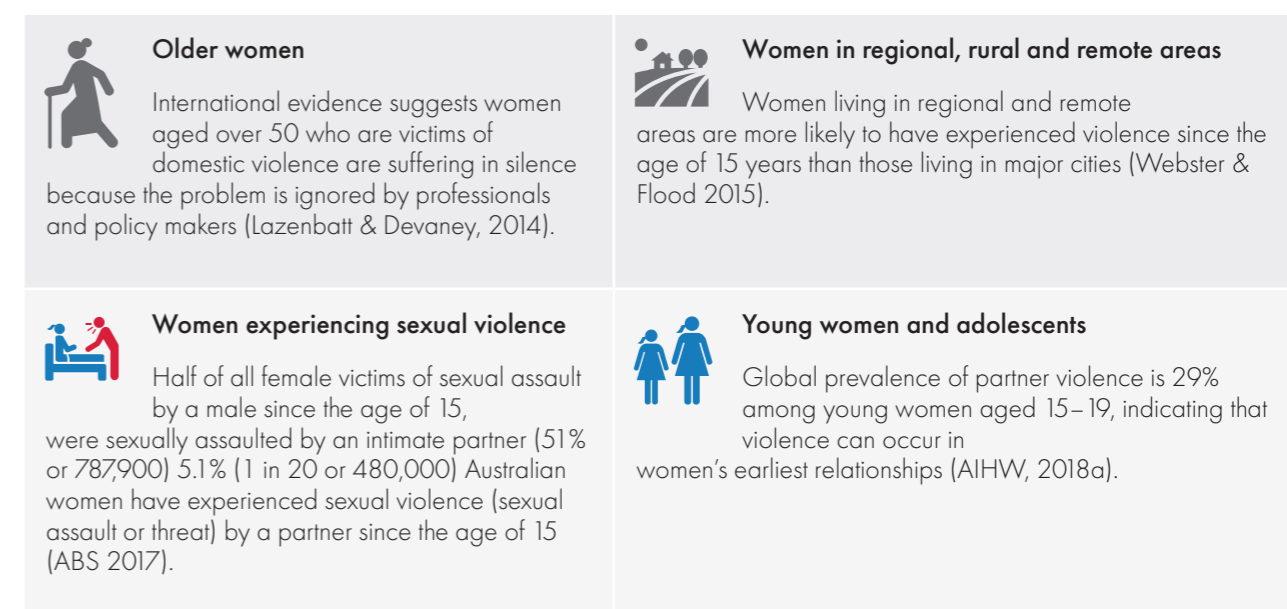 Older women
International evidence suggests women
aged over 50 who are victims of
domestic violence are suffering in silence
because the problem is ignored by professionals
and policy makers (Lazenbatt & Devaney, 2014).
Women in regional, rural and remote areas
Women living in regional and remote
areas are more likely to have experienced violence since the
age of 15 years than those living in major cities (Webster &
Flood 2015).
Women experiencing sexual violence
Half of all female victims of sexual assault
by a male since the age of 15,
were sexually assaulted by an intimate partner (51%
or 787,900) 5.1% (1 in 20 or 480,000) Australian
women have experienced sexual violence (sexual
assault or threat) by a partner since the age of 15
(ABS 2017).
Young women and adolescents
Global prevalence of partner violence is 29%
among young women aged 15–19, indicating that
violence can occur in
women's earliest relationships (AIHW, 2018a).